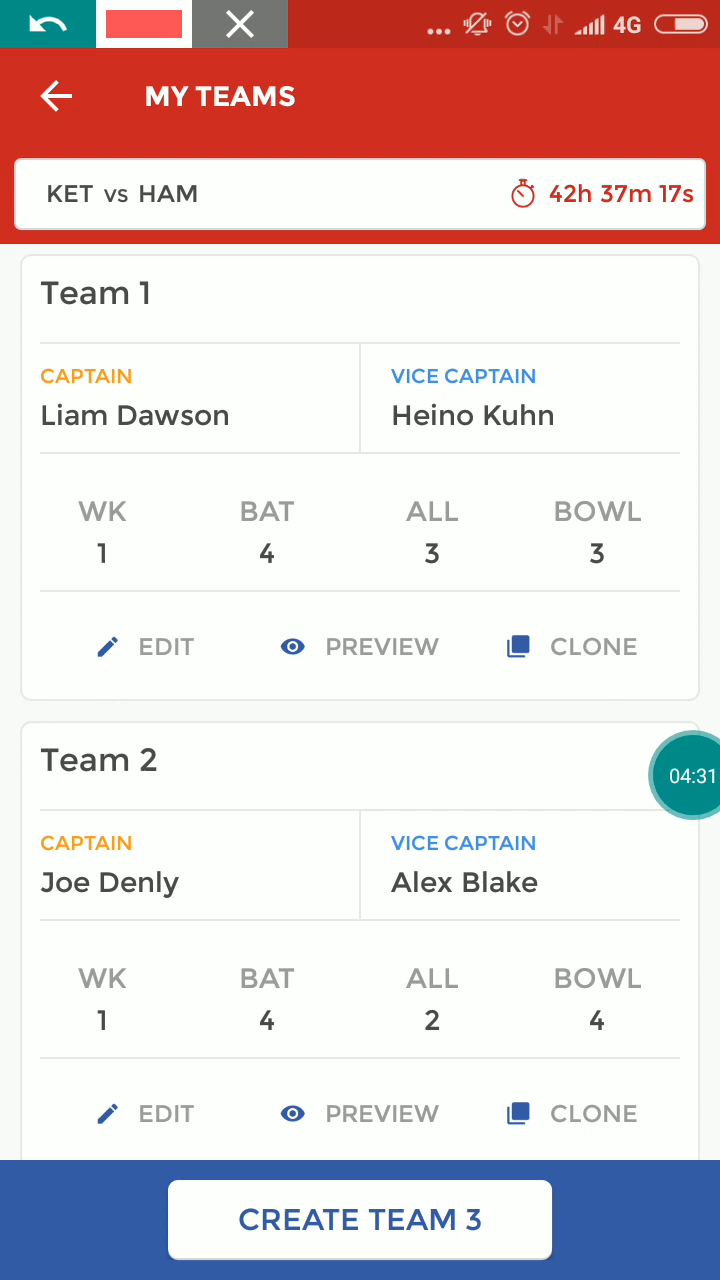 ... 4G
MY TEAMS
KET vs HAM 42h 37m 17s
Team 1
CAPTAIN VICE CAPTAIN
Liam Dawson Heino Kuhn
WK BAT ALL BOWL
1 4 3 3
EDIT PREVIEW CLONE
Team 2
04:31
CAPTAIN VICE CAPTAIN
Joe Denly Alex Blake
WK BAT ALL BOWL
1 4 2 4
EDIT PREVIEW CLONE
CREATE TEAM 3